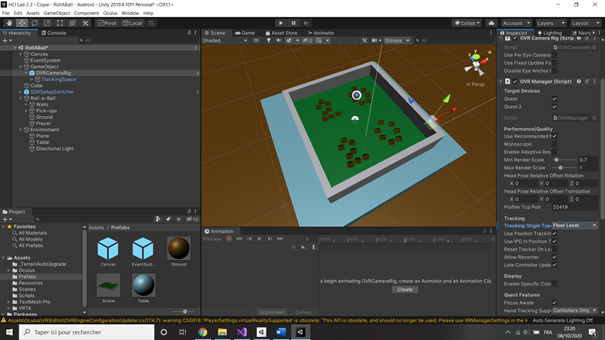 HCI Lab 2 2 - Copie - RollABall - Android - Unity 2019.4.10f1 Personal* <DX11>
File Edit Assets GameObject Component Oculus Window Help
Pivot Local Collab Account Layers Layout
Hierarchy Console Scene Game Asset Store Animator Inspector Lighting Nav
All Shaded 2D Gizmos All OVR Camera Rig (Script)
RollABall* Script
Canvas Use Per Eye Camera
EventSystem Use Fixed Update Fo
GameObject Disable Eye Anchor
OVRCameraRig OVR Manager (Script)
TrackingSpace Script OVRManager
Cube Target Devices
SDKSetupSwitcher Quest
Roll-a-Ball Quest 2
Walls Performance/Quality
Pick-ups Use Recommended
Ground Monoscopic
Player Enable Adaptive Res
Environment Min Render Scale 0.7
Plane Max Render Scale 1
Table Head Pose Relative Offset Rotation
Directional Light X 0 Y 0 Z 0
Head Pose Relative Offset Translation
X 0 Y 0 Z 0
Profiler Tcp Port 32419
Persp
Project Tracking
Favorites Assets > Prefabs Animation Tracking Origin Type Floor Level
All Materials Preview Use Position Track
All Models Use IPD in Position T
All Prefabs Reset Tracker On Lo
Assets Allow Recenter
_TerrainAutoUpgrade Late Controller Upda
Oculus Canvas EventSys... Ground
Prefabs To begin animating OVRCameraRig, create an Animator and an Animation Clip
Resources Create Display
Scenes Enable Specific Colo
Scripts Quest Features
TextMesh Pro Focus Aware
VRTK Scene Table Hand Tracking Suppo Controllers Only
Packages Dopesheet Curves
Assets\Oculus\VR\Editor\OVREngineConfigurationUpdater.cs(174,7): warning CS0618: 'PlayerSettings.virtualRealitySupported' is obsolete: 'This API is obsolete, and should no longer be used. Please use XRManagerSettings in the Auto Generate Lighting Off
Taper ici pour rechercher FRA 23:20
08/10/2020